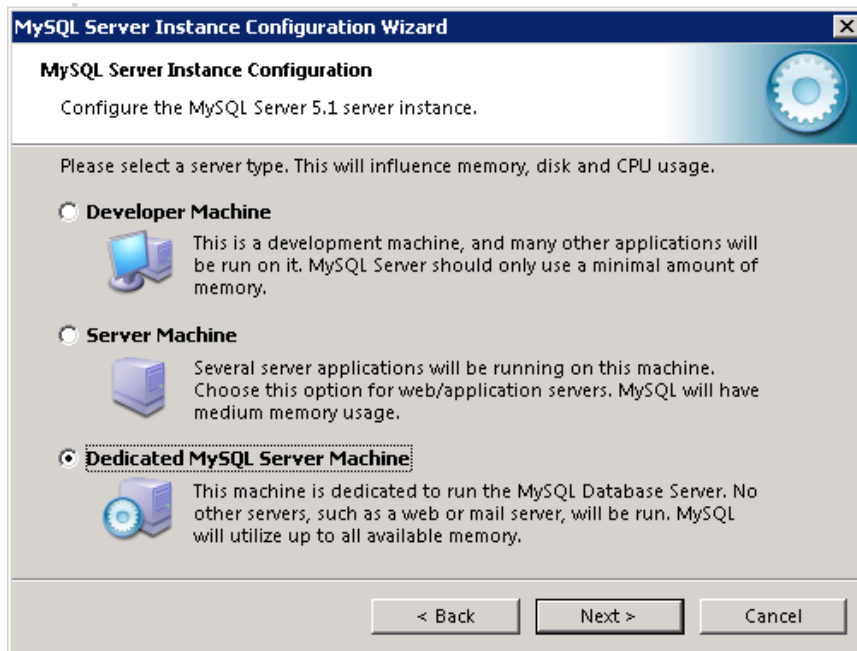 MySQL Server Instance Configuration Wizard
MySQL Server Instance Configuration
Configure the MySQL Server 5.1 server instance.
Please select a server type. This will influence memory, disk and CPU usage.
Developer Machine
This is a development machine, and many other applications will
be run on it. MySQL Server should only use a minimal amount of
memory.
Server Machine
Several server applications will be running on this machine.
Choose this option for web/application servers. MySQL will have
medium memory usage.
Dedicated MySQL Server Machine
This machine is dedicated to run the MySQL Database Server. No
other servers, such as a web or mail server, will be run. MySQL
will utilize up to all available memory.
< Back Next > Cancel